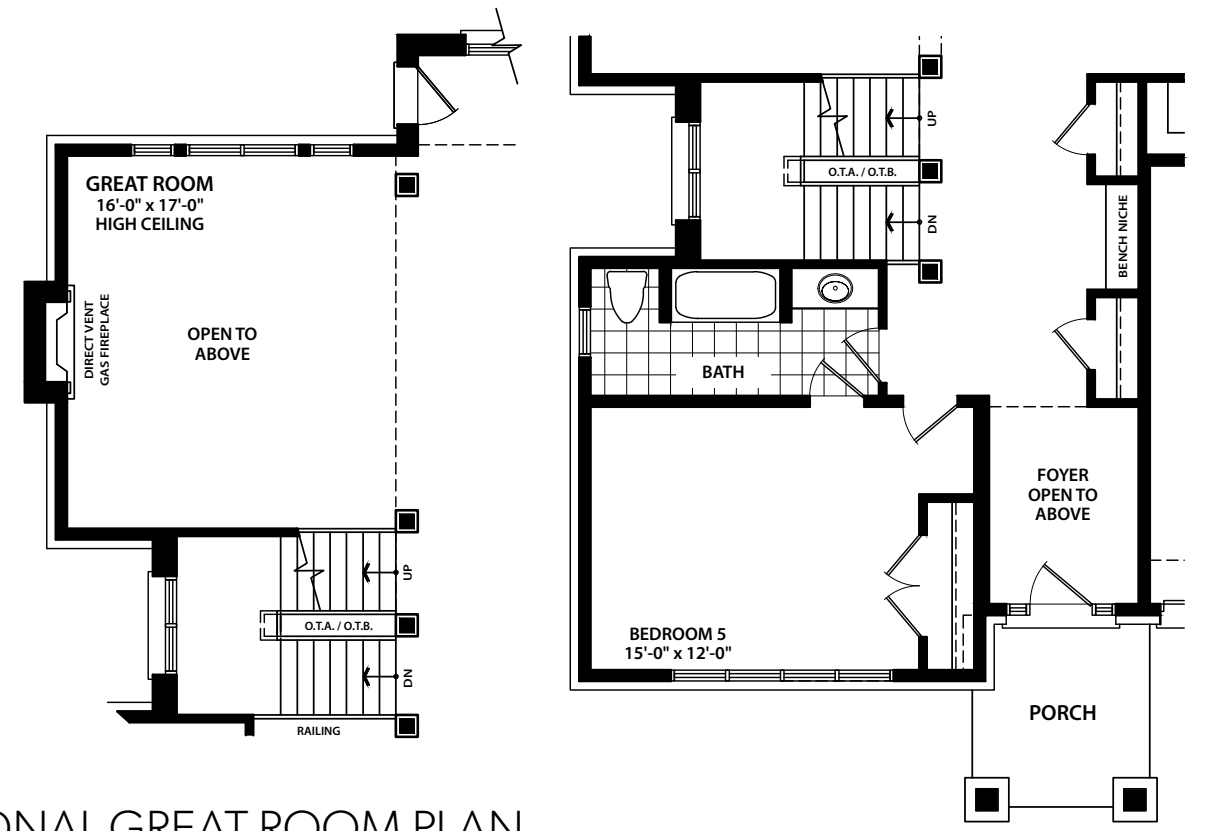 GREAT ROOM
16'-0" x 17'-0"
HIGH CEILING
DIRECT VENT
GAS FIREPLACE
OPEN TO
ABOVE
UP
O.T.A. / O.T.B.
DN
RAILING
UP
O.T.A. / O.T.B.
DN
BENCH NICHE
BATH
FOYER
OPEN TO
ABOVE
BEDROOM 5
15'-0" x 12'-0"
PORCH
ONAL GREAT ROOM PLAN